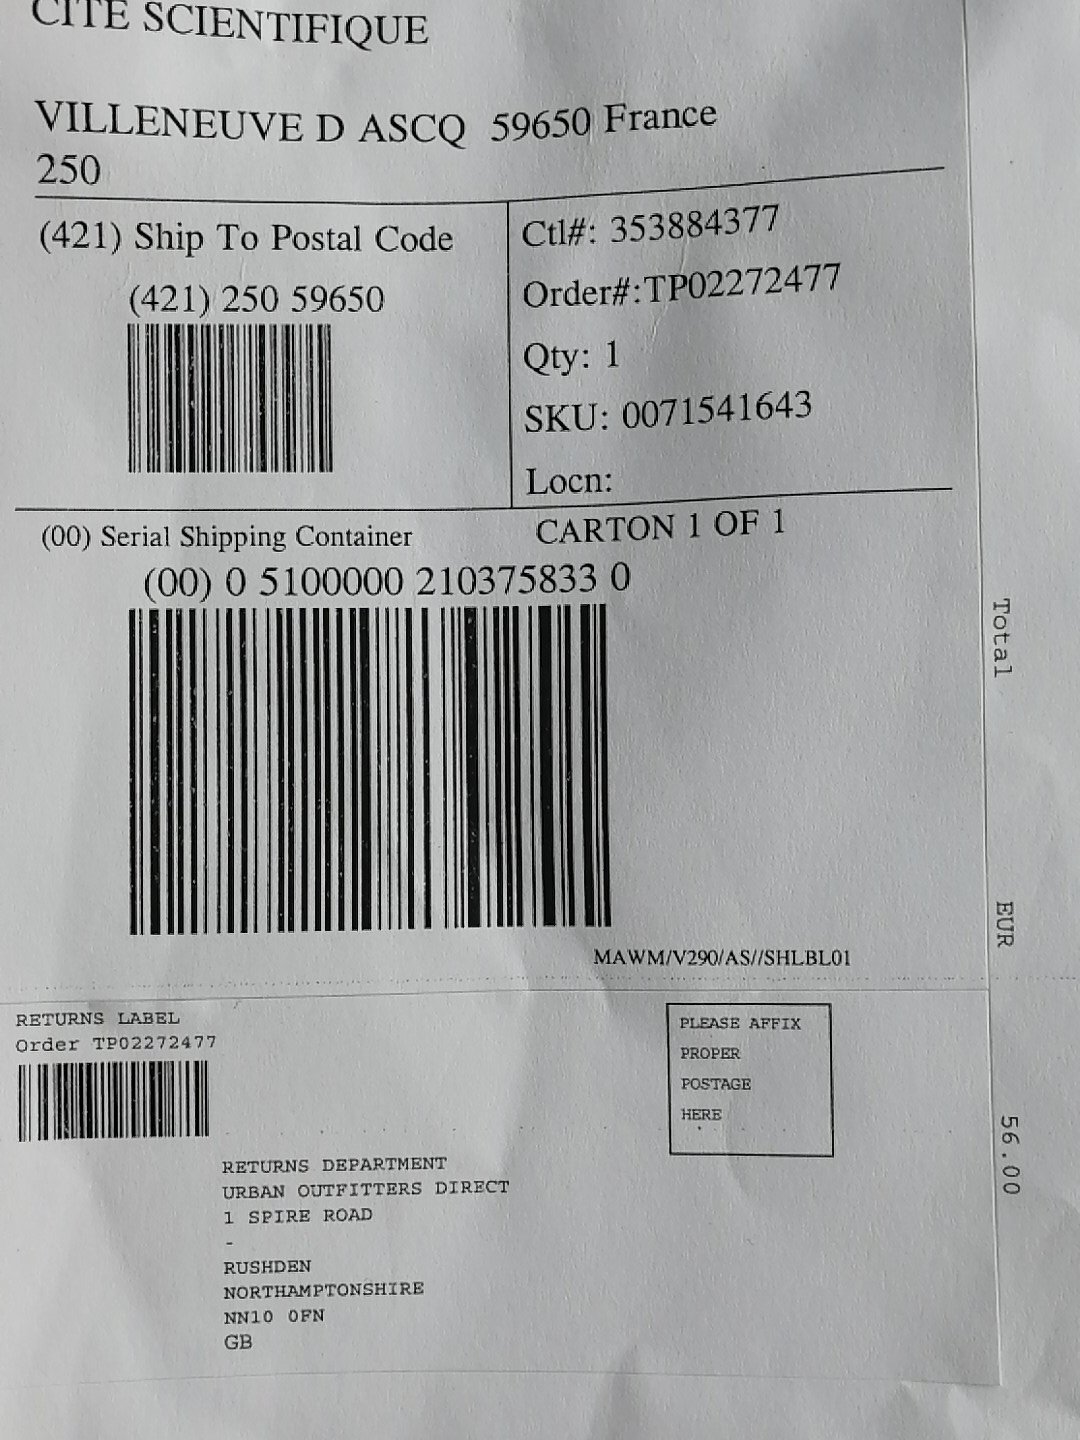 CITE SCIENTIFIQUE
VILLENEUVE D ASCQ 59650 France
250
(421) Ship To Postal Code
(421) 250 59650
Ctl#: 353884377
Order#:TP02272477
Qty: 1
SKU: 0071541643
Locn:
(00) Serial Shipping Container
CARTON 1 OF 1
(00) 0 5100000 210375833 0
MAWM/V290/AS//SHLBL01
RETURNS LABEL
Order TP02272477
PLEASE AFFIX
PROPER
POSTAGE
HERE
RETURNS DEPARTMENT
URBAN OUTFITTERS DIRECT
1 SPIRE ROAD
-
RUSHDEN
NORTHAMPTONSHIRE
NN10 0FN
GB
Total EUR 56.00